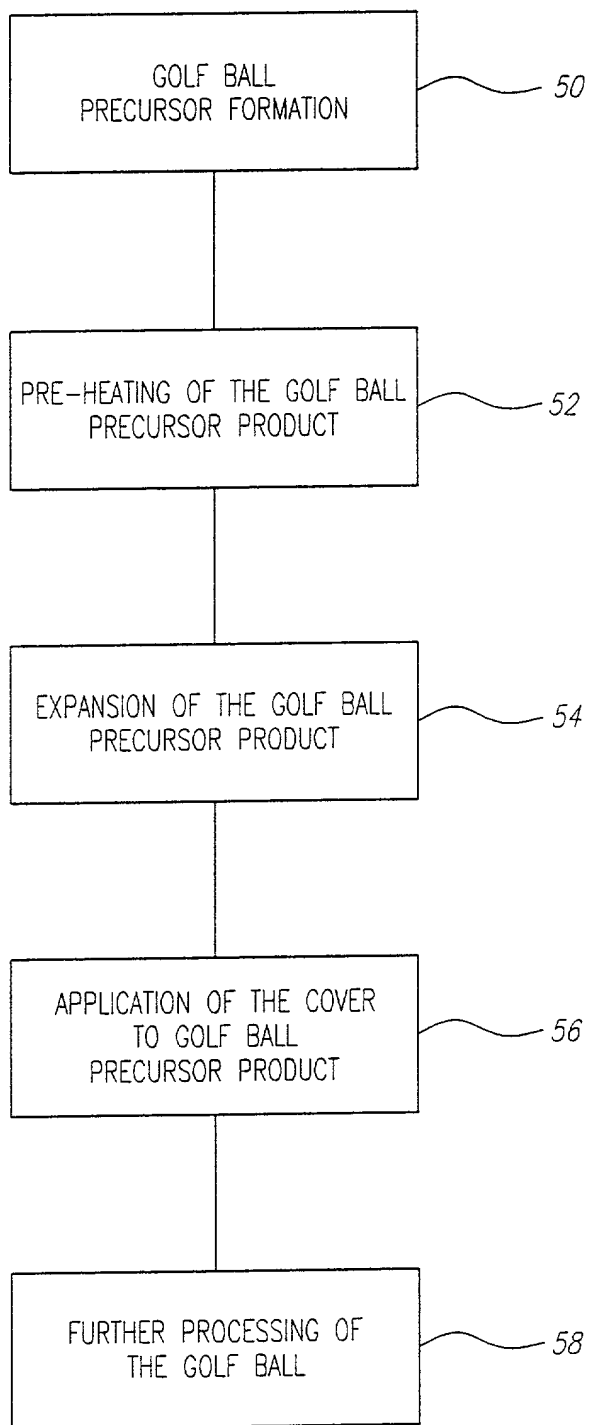 GOLF BALL
PRECURSOR FORMATION
50
PRE-HEATING OF THE GOLF BALL
PRECURSOR PRODUCT
52
EXPANSION OF THE GOLF BALL
PRECURSOR PRODUCT
54
APPLICATION OF THE COVER
TO GOLF BALL
PRECURSOR PRODUCT
56
FURTHER PROCESSING OF
THE GOLF BALL
58